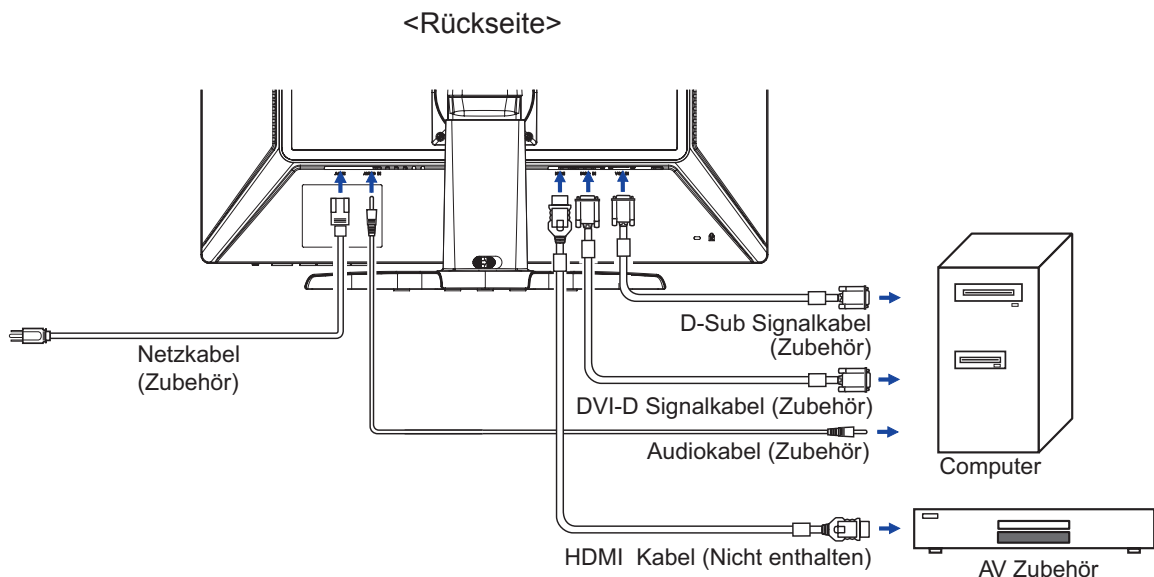 <Rückseite>
D-Sub Signalkabel
(Zubehör)
Netzkabel
(Zubehör)
DVI-D Signalkabel (Zubehör)
Audiokabel (Zubehör)
Computer
HDMI Kabel (Nicht enthalten)
AV Zubehör